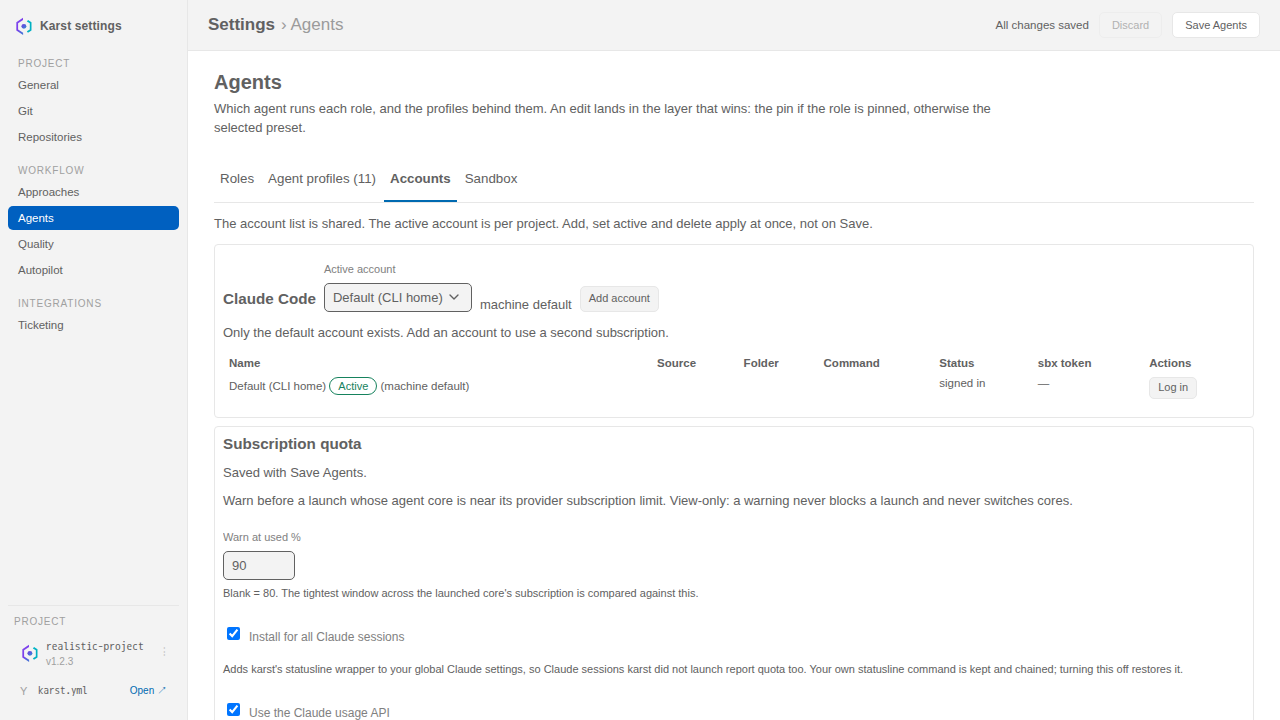 Karst settings
PROJECT
General
Git
Repositories
WORKFLOW
Approaches
Agents
Quality
Autopilot
INTEGRATIONS
Ticketing
PROJECT
realistic-project
v1.2.3
Y karst.yml Open ↗
Settings › Agents
All changes saved Discard Save Agents
Agents
Which agent runs each role, and the profiles behind them. An edit lands in the layer that wins: the pin if the role is pinned, otherwise the
selected preset.
Roles Agent profiles (11) Accounts Sandbox
The account list is shared. The active account is per project. Add, set active and delete apply at once, not on Save.
Active account
Claude Code Default (CLI home) machine default Add account
Only the default account exists. Add an account to use a second subscription.
Name Source Folder Command Status sbx token Actions
Default (CLI home) Active (machine default) signed in — Log in
Subscription quota
Saved with Save Agents.
Warn before a launch whose agent core is near its provider subscription limit. View-only: a warning never blocks a launch and never switches cores.
Warn at used %
90
Blank = 80. The tightest window across the launched core's subscription is compared against this.
Install for all Claude sessions
Adds karst's statusline wrapper to your global Claude settings, so Claude sessions karst did not launch report quota too. Your own statusline command is kept and chained; turning this off restores it.
Use the Claude usage API